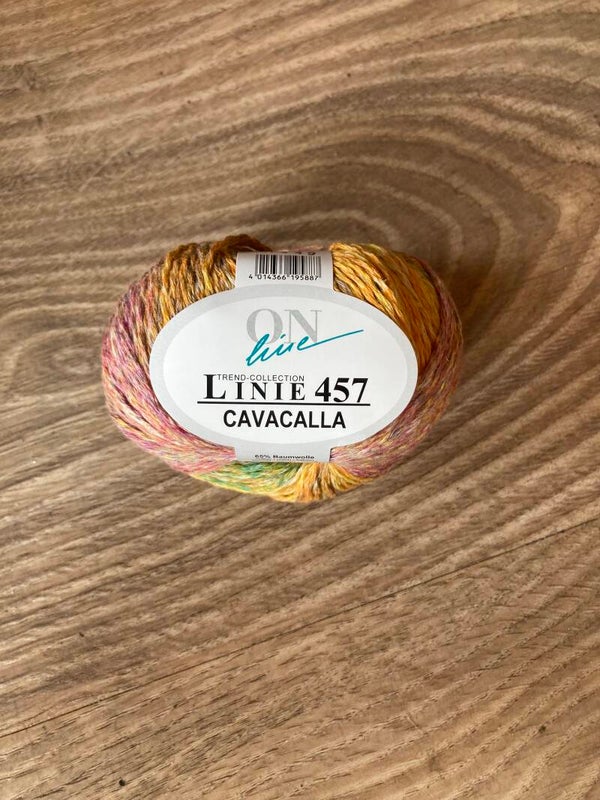 4 014366 195887
ON
line
TREND-COLLECTION
LINIE 457
CAVACALLA
65% Baumwolle